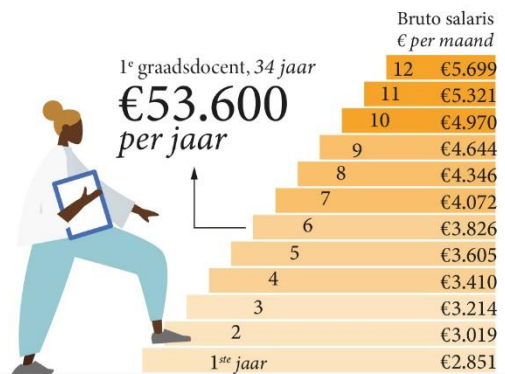 Bruto salaris
€ per maand
1e graadsdocent, 34 jaar
€53.600
per jaar
12 €5.699
11 €5.321
10 €4.970
9 €4.644
8 €4.346
7 €4.072
6 €3.826
5 €3.605
4 €3.410
3 €3.214
2 €3.019
1ste jaar €2.851